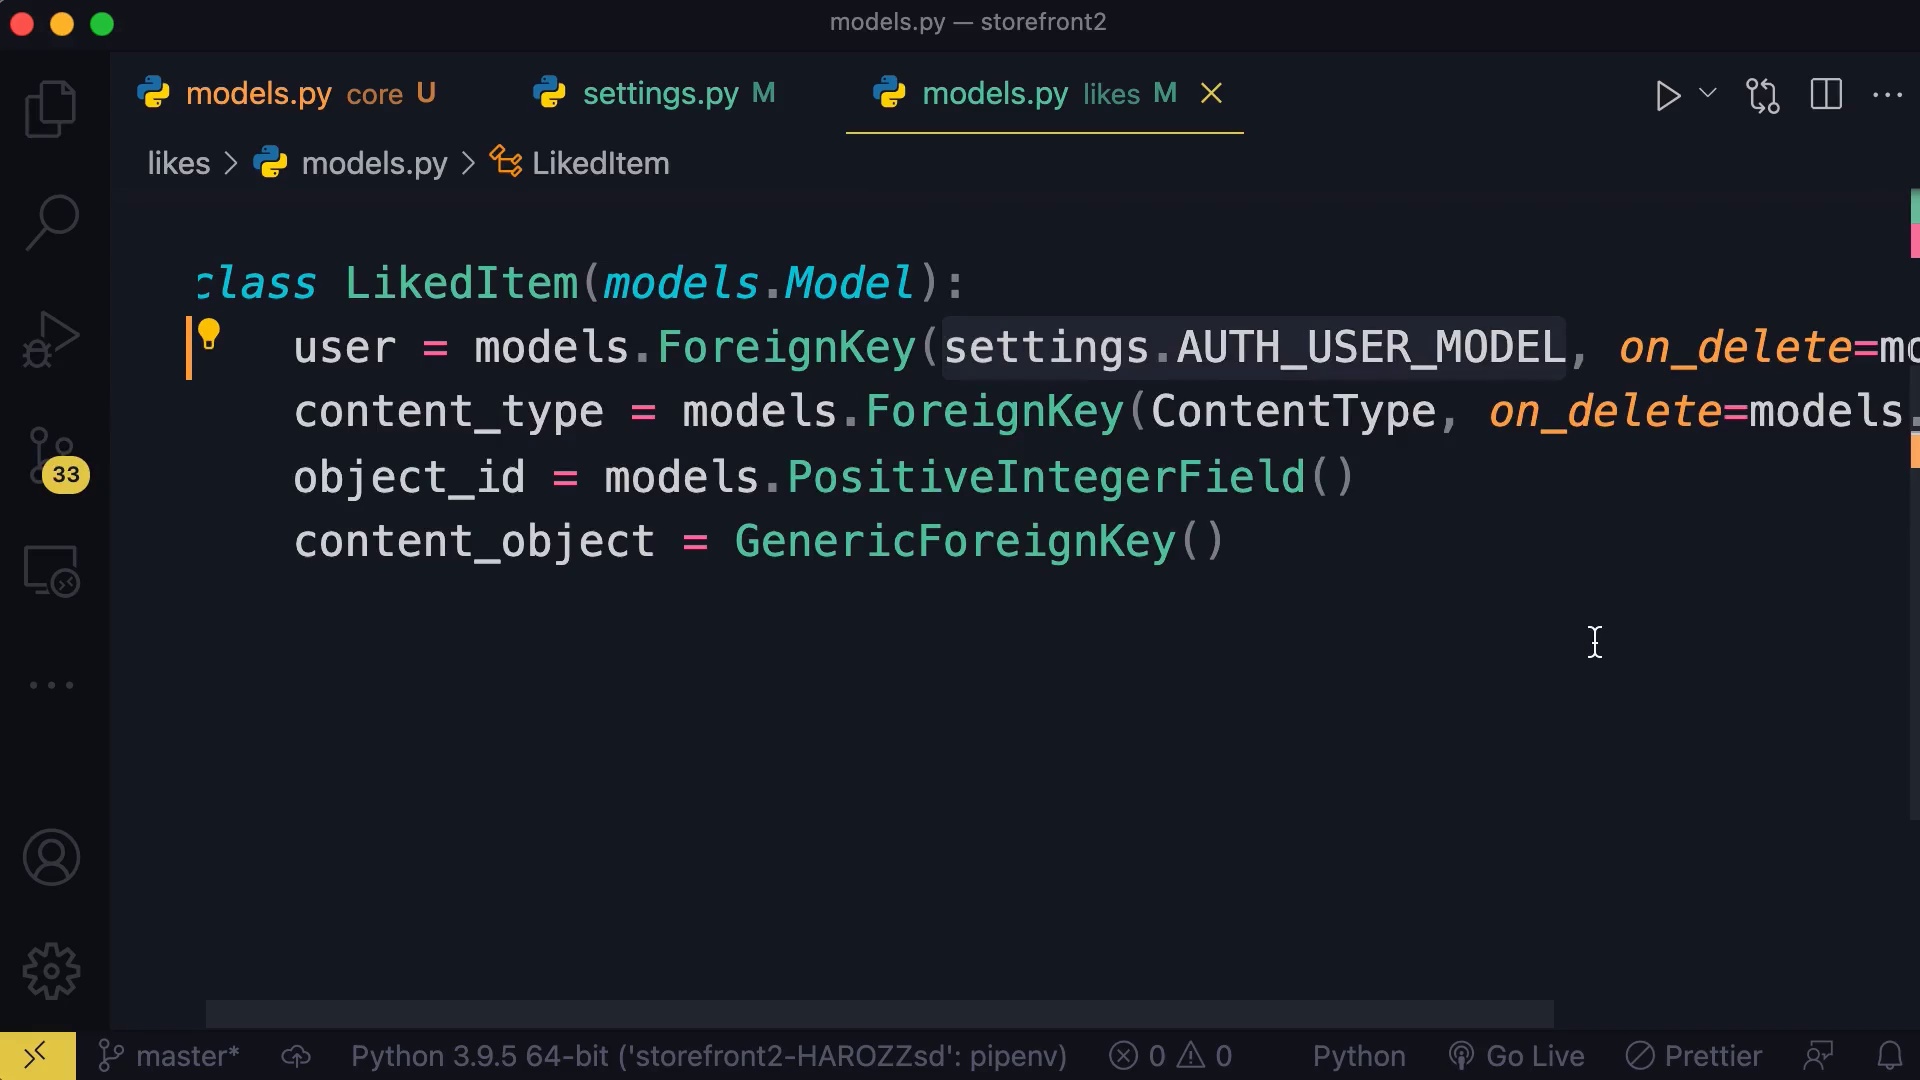 models.py — storefront2
models.py core U settings.py M models.py likes M
likes > models.py > LikedItem
class LikedItem(models.Model):
user = models.ForeignKey(settings.AUTH_USER_MODEL, on_delete=mo
content_type = models.ForeignKey(ContentType, on_delete=models.
object_id = models.PositiveIntegerField()
content_object = GenericForeignKey()
33
master* Python 3.9.5 64-bit ('storefront2-HAROZZsd': pipenv) 0 0 Python Go Live Prettier